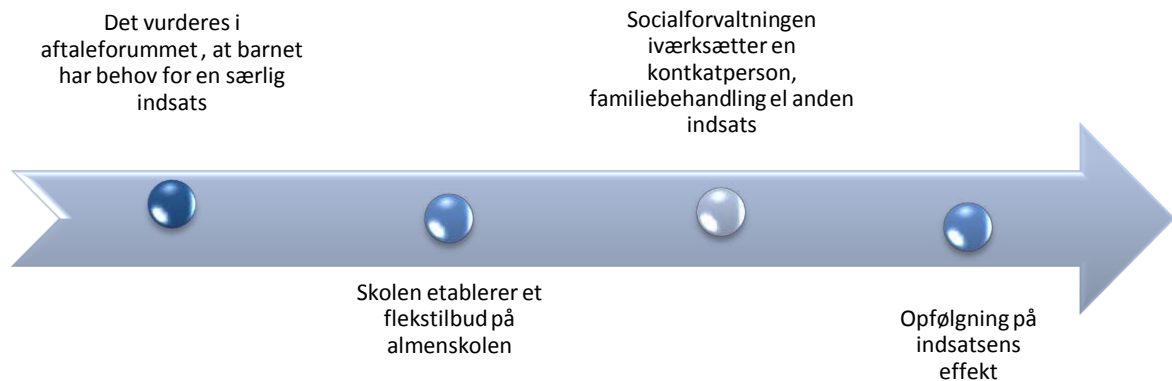 Det vurderes i
aftaleforummet , at barnet
har behov for en særlig
indsats
Skolen etablerer et
flekstilbud på
almenskolen
Socialforvaltningen
iværksætter en
kontkatperson,
familiebehandling el anden
indsats
Opfølgning på
indsatsens
effekt